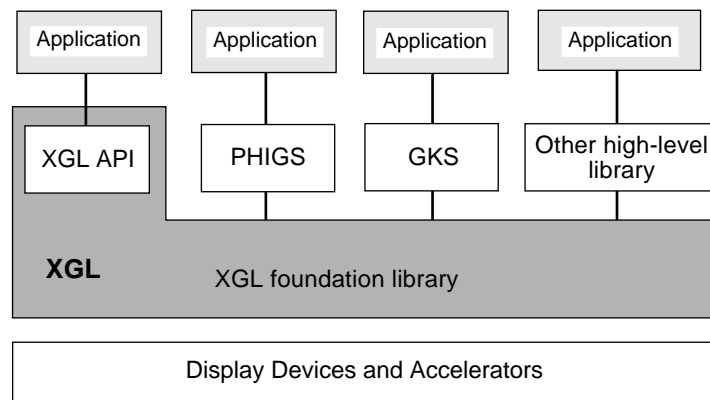 Application
Application
Application
Application
XGL API
PHIGS
GKS
Other high-level
library
XGL
XGL foundation library
Display Devices and Accelerators